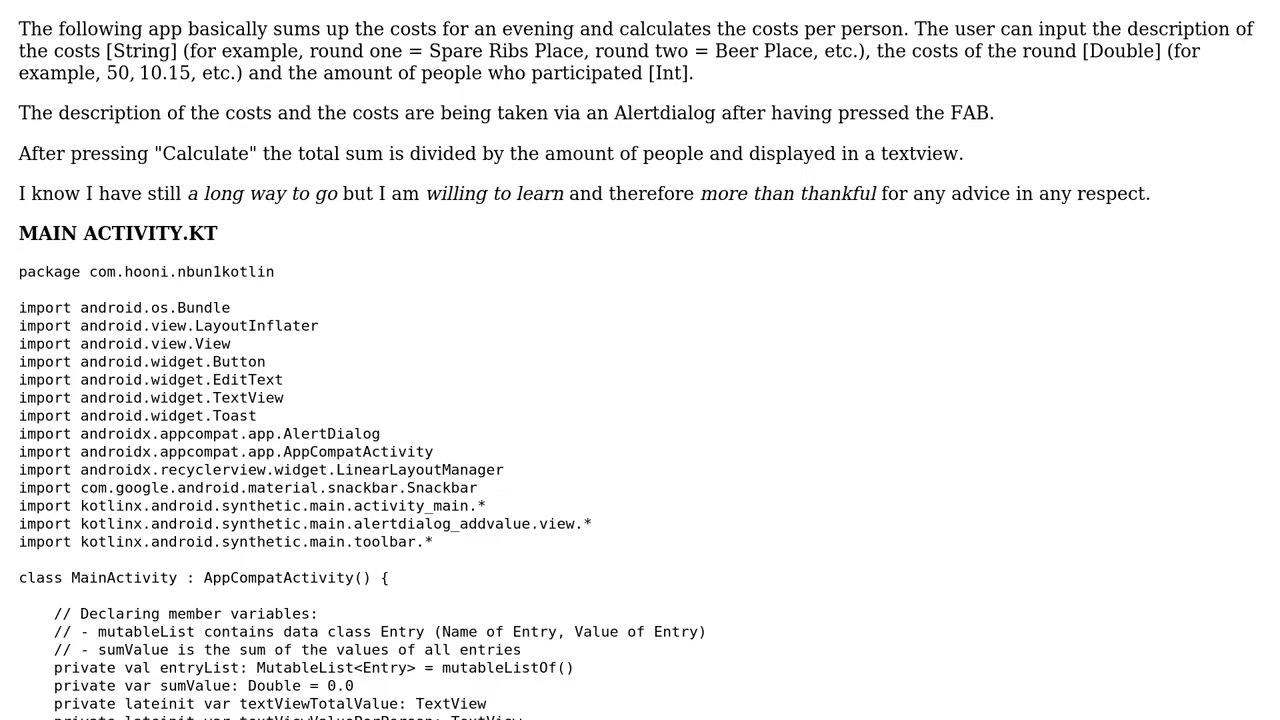 The following app basically sums up the costs for an evening and calculates the costs per person. The user can input the description of
the costs [String] (for example, round one = Spare Ribs Place, round two = Beer Place, etc.), the costs of the round [Double] (for
example, 50, 10.15, etc.) and the amount of people who participated [Int].
The description of the costs and the costs are being taken via an Alertdialog after having pressed the FAB.
After pressing "Calculate" the total sum is divided by the amount of people and displayed in a textview.
I know I have still a long way to go but I am willing to learn and therefore more than thankful for any advice in any respect.
MAIN ACTIVITY.KT
package com.hooni.nbun1kotlin
import android.os.Bundle
import android.view.LayoutInflater
import android.view.View
import android.widget.Button
import android.widget.EditText
import android.widget.TextView
import android.widget.Toast
import androidx.appcompat.app.AlertDialog
import androidx.appcompat.app.AppCompatActivity
import androidx.recyclerview.widget.LinearLayoutManager
import com.google.android.material.snackbar.Snackbar
import kotlinx.android.synthetic.main.activity_main.*
import kotlinx.android.synthetic.main.alertdialog_addvalue.view.*
import kotlinx.android.synthetic.main.toolbar.*
class MainActivity : AppCompatActivity() {
    // Declaring member variables:
    // - mutableList contains data class Entry (Name of Entry, Value of Entry)
    // - sumValue is the sum of the values of all entries
    private val entryList: MutableList<Entry> = mutableListOf()
    private var sumValue: Double = 0.0
    private lateinit var textViewTotalValue: TextView
    private lateinit var textViewValuePerPerson: TextView